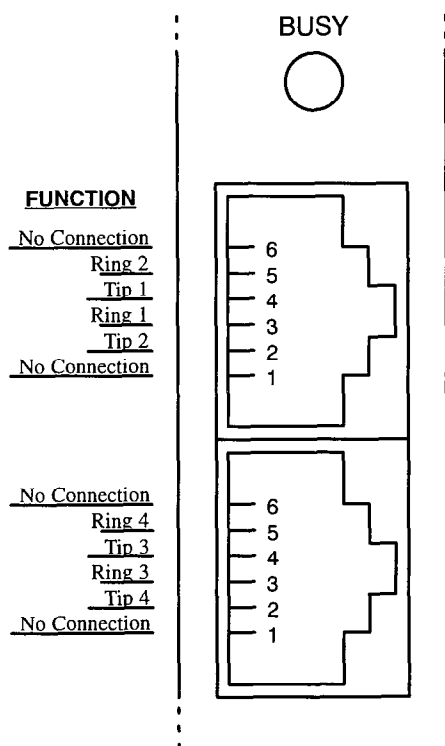 BUSY
FUNCTION
No Connection 6
Ring 2 5
Tip 1 4
Ring 1 3
Tip 2 2
No Connection 1
No Connection 6
Ring 4 5
Tip 3 4
Ring 3 3
Tip 4 2
No Connection 1